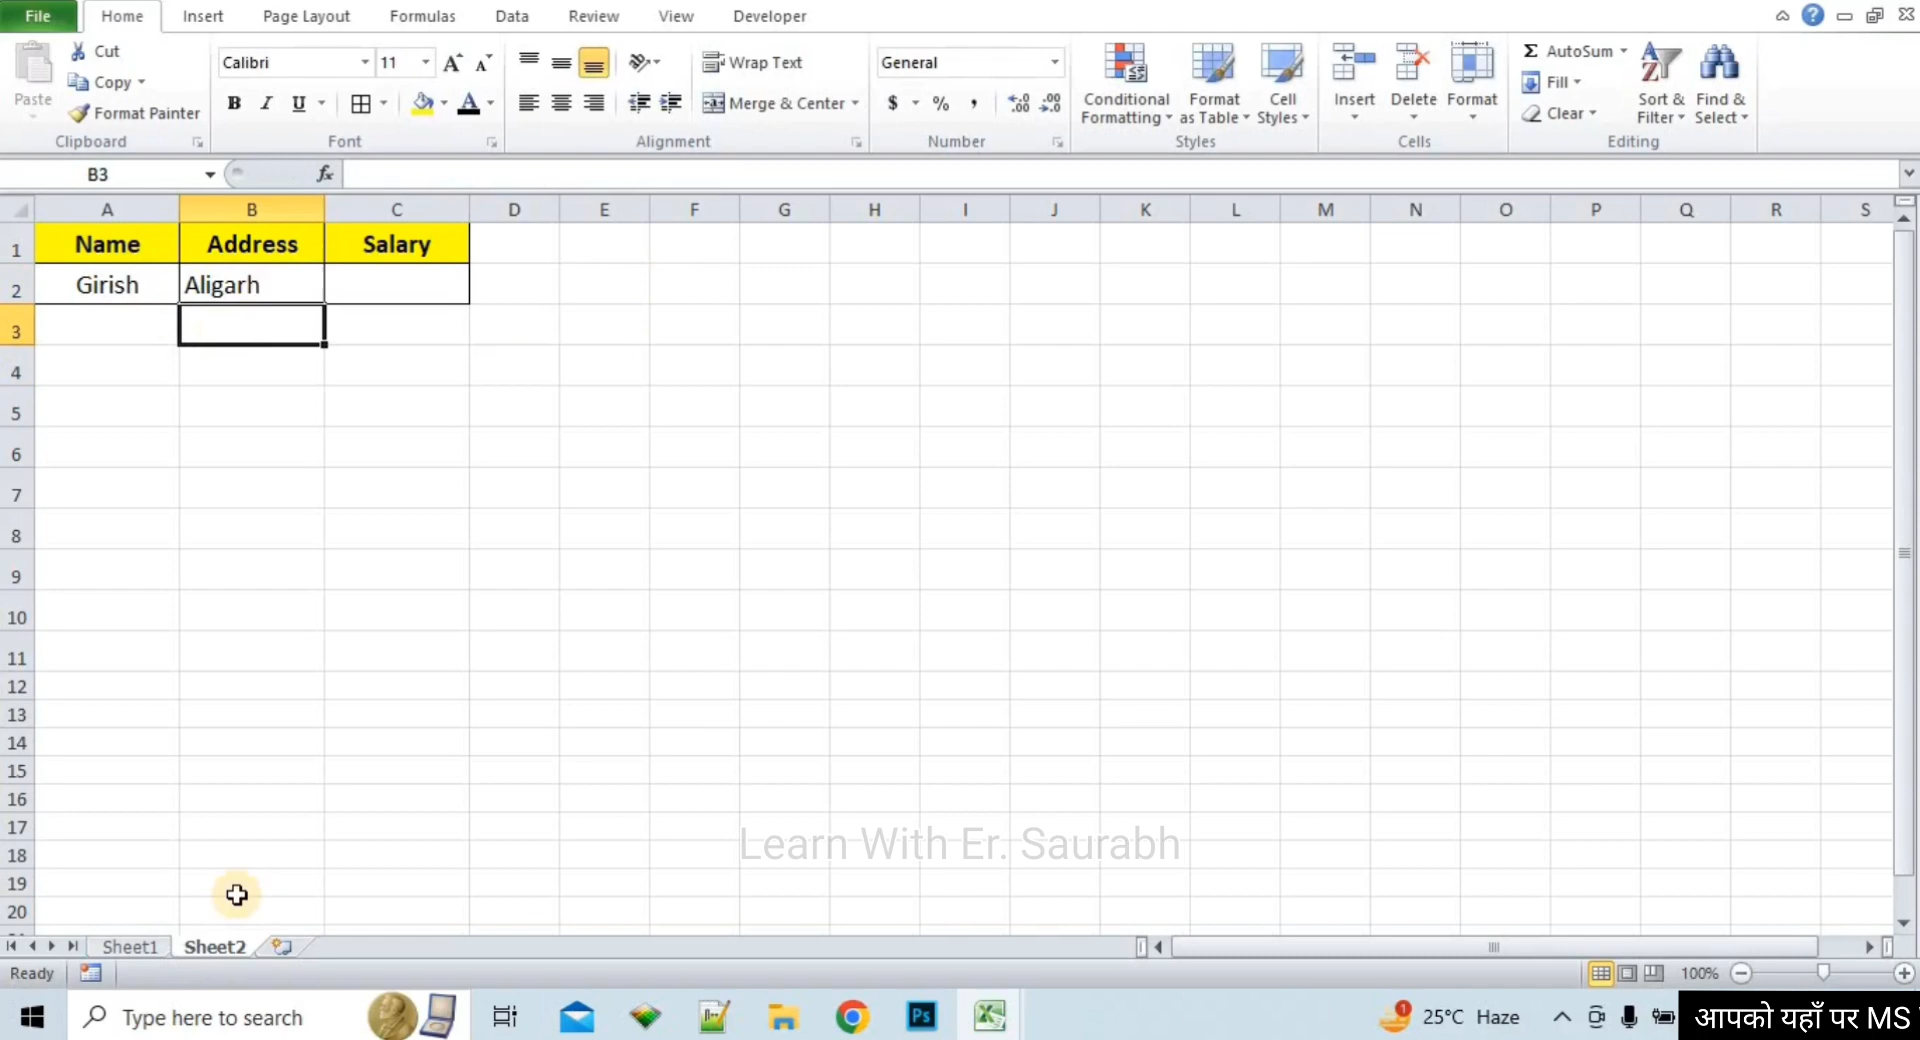 File Home Insert Page Layout Formulas Data Review View Developer
Cut
Copy
Format Painter
Paste
Clipboard
Calibri 11
B I U
Font
Wrap Text
Merge & Center
Alignment
General
$ % ,
Number
Conditional Formatting
Format as Table
Cell Styles
Styles
Insert Delete Format
Cells
Σ AutoSum
Fill
Clear
Sort & Filter
Find & Select
Editing
B3 fx
A B C D E F G H I J K L M N O P Q R S
1 Name Address Salary
2 Girish Aligarh
3
4
5
6
7
8
9
10
11
12
13
14
15
16
17
18
19
20
Learn With Er. Saurabh
Sheet1 Sheet2
Ready 100%
Type here to search
Ps
1 25°C Haze
आपको यहाँ पर MS